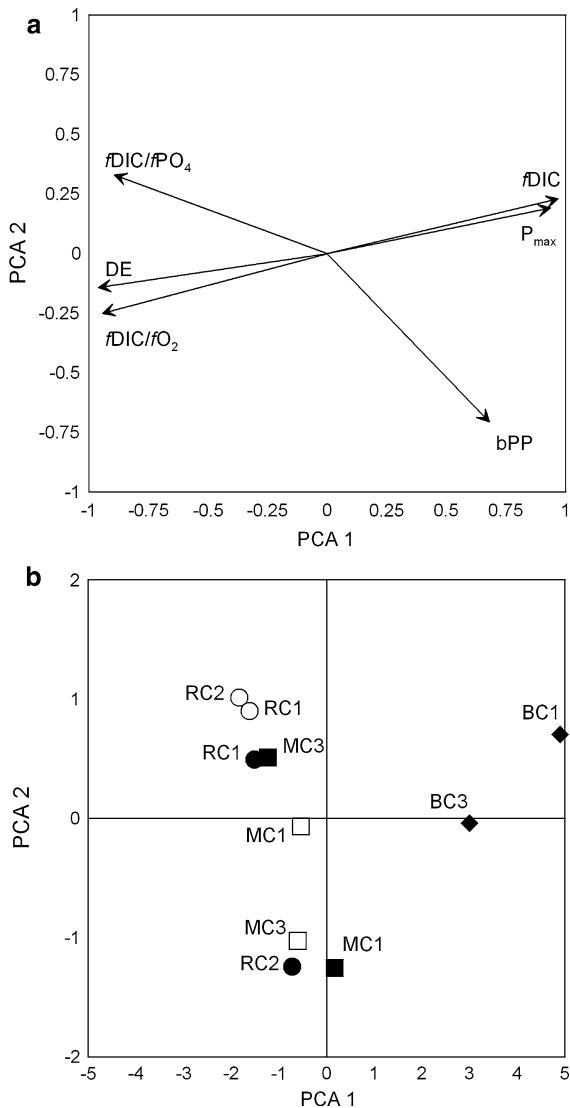 a
1
0.75
0.5
0.25
0
-0.25
-0.5
-0.75
-1
PCA 2
fDIC/fPO4
fDIC
Pmax
DE
fDIC/fO2
bPP
-1 -0.75 -0.5 -0.25 0 0.25 0.5 0.75 1
PCA 1
b
2
1
0
-1
-2
PCA 2
RC2
RC1
RC1
MC3
BC1
BC3
MC1
MC3
MC1
RC2
-5 -4 -3 -2 -1 0 1 2 3 4 5
PCA 1